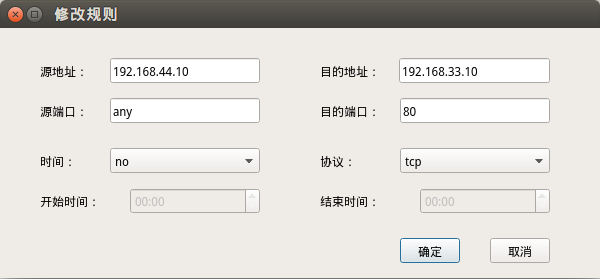 修改规则
源地址： 192.168.44.10 目的地址： 192.168.33.10
源端口： any 目的端口： 80
时间： no 协议： tcp
开始时间： 00:00 结束时间： 00:00
确定 取消